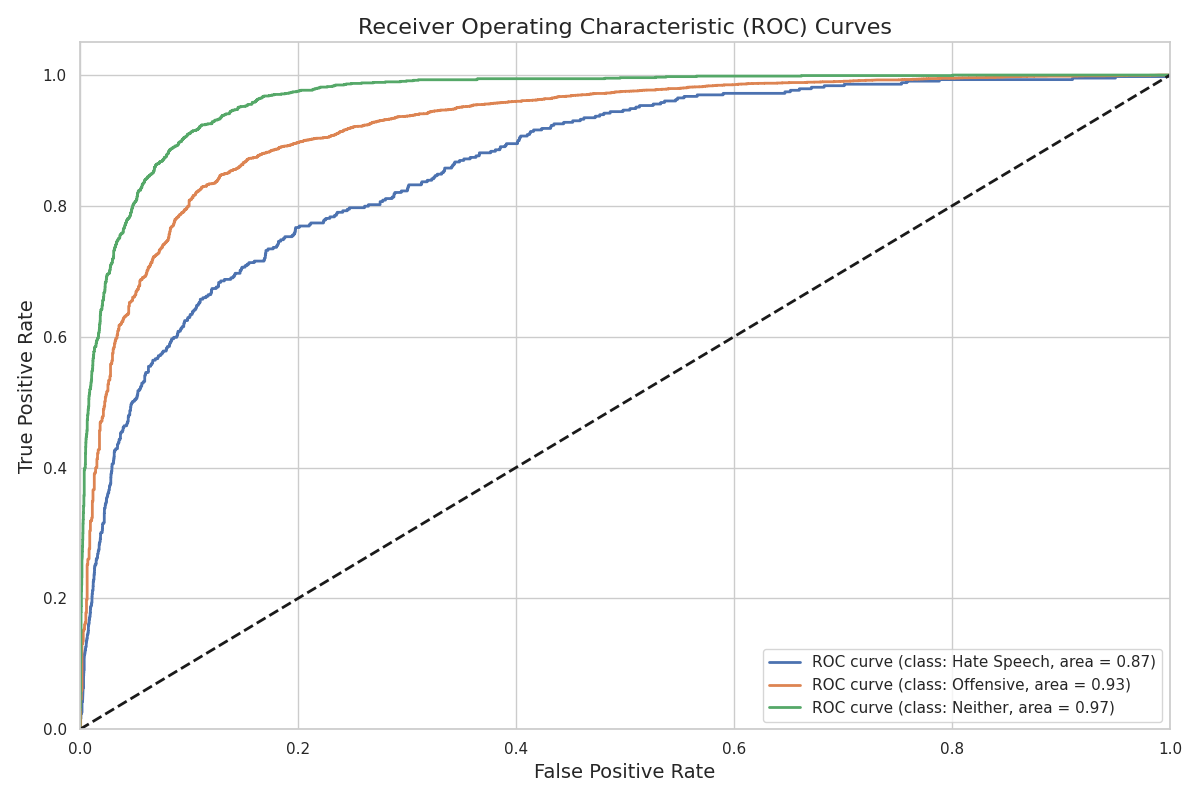 Receiver Operating Characteristic (ROC) Curves
True Positive Rate
1.0
0.8
0.6
0.4
0.2
0.0
0.0 0.2 0.4 0.6 0.8 1.0
False Positive Rate
ROC curve (class: Hate Speech, area = 0.87)
ROC curve (class: Offensive, area = 0.93)
ROC curve (class: Neither, area = 0.97)